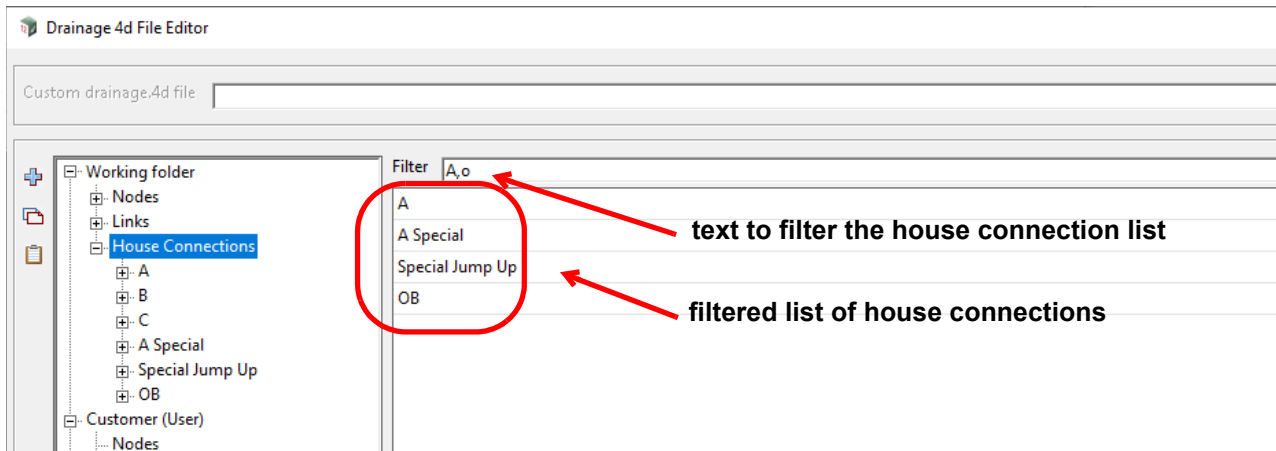 Drainage 4d File Editor
Custom drainage.4d file
Working folder
Nodes
Links
House Connections
A
B
C
A Special
Special Jump Up
OB
Customer (User)
Nodes
Filter A,o
A
A Special
Special Jump Up
OB
text to filter the house connection list
filtered list of house connections